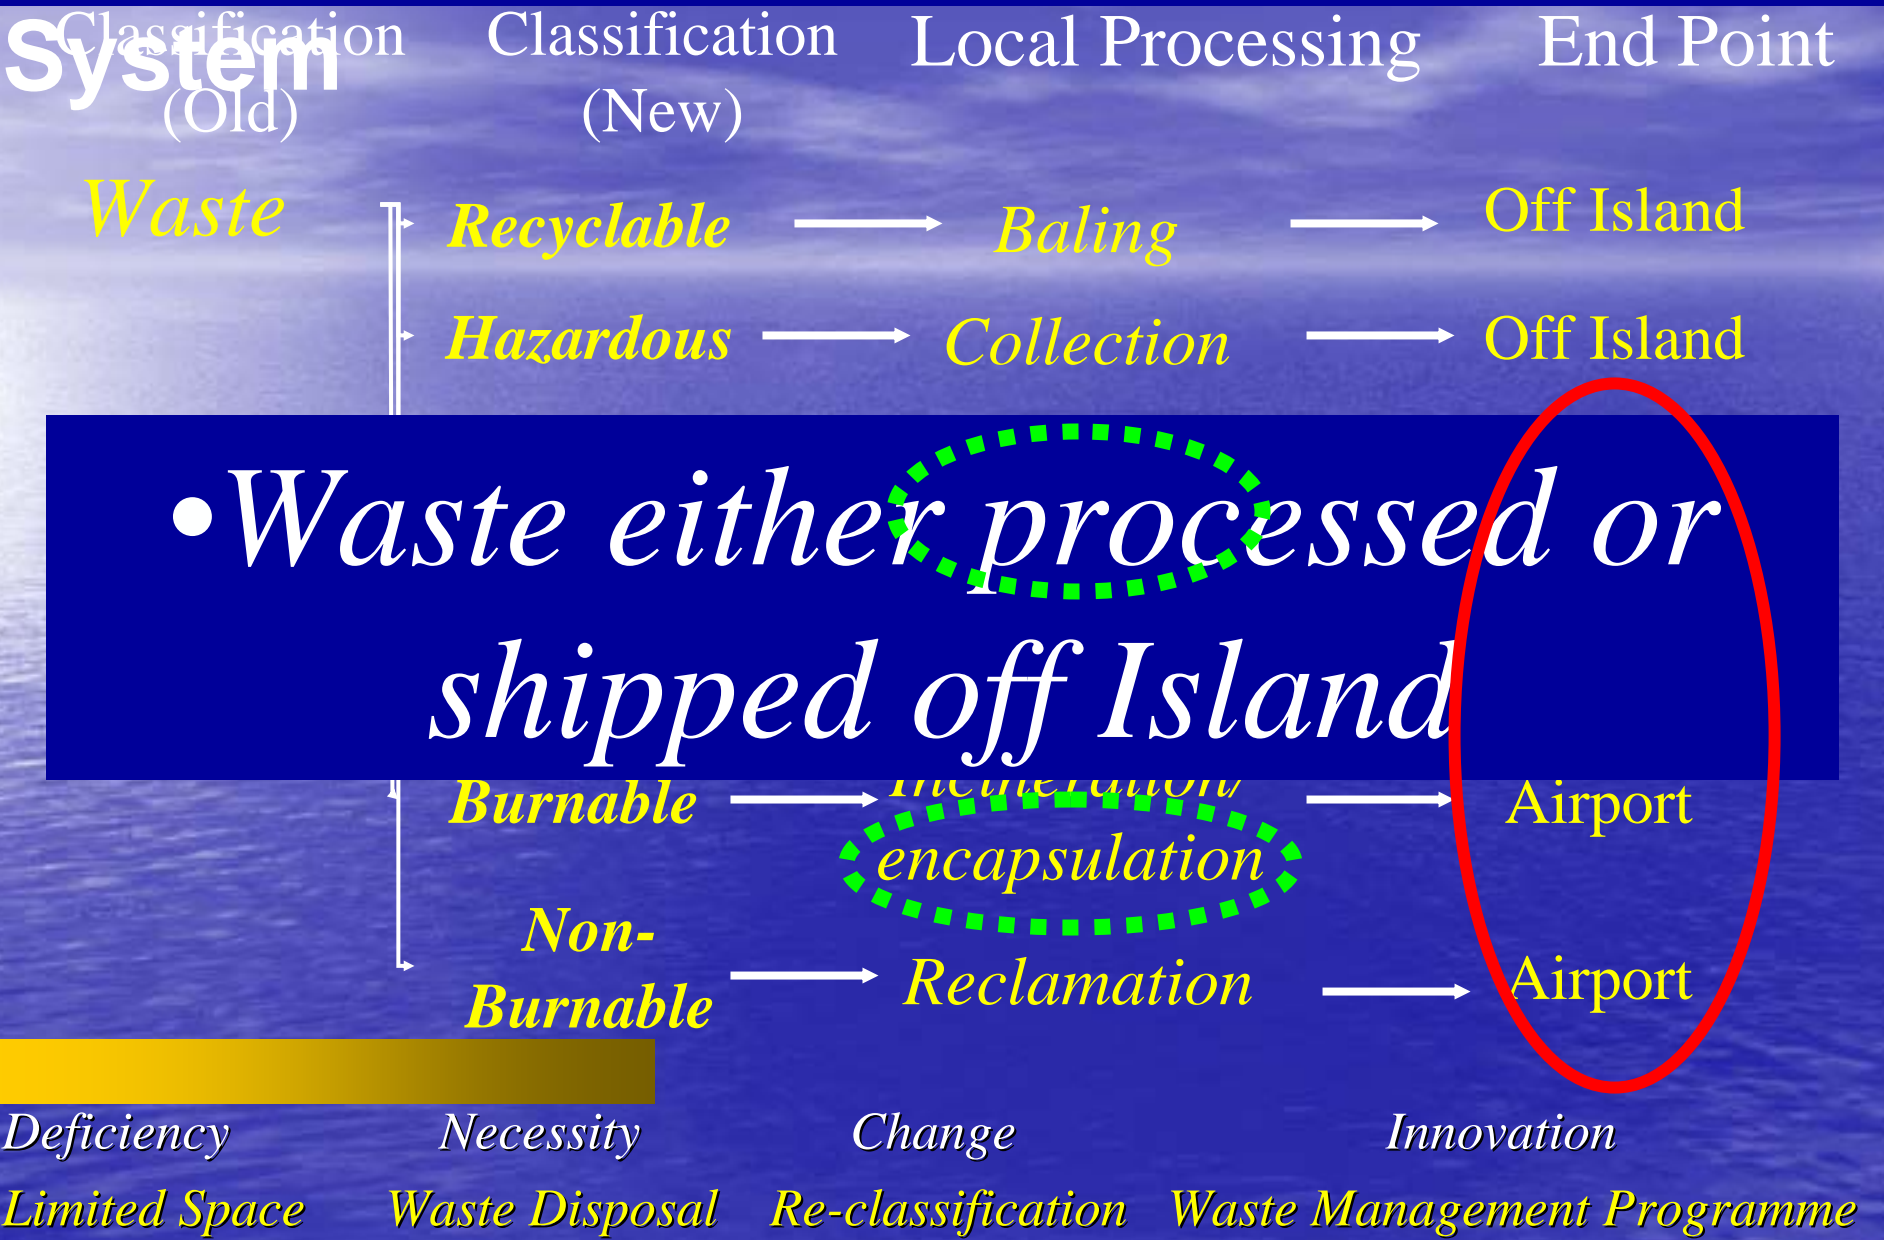 System
Classification (Old)
Classification (New)
Local Processing
End Point
Waste
Recyclable
Baling
Off Island
Hazardous
Collection
Off Island
•Waste either processed or
shipped off Island
Burnable
Incineration/
encapsulation
Airport
Non-
Burnable
Reclamation
Airport
Deficiency
Necessity
Change
Innovation
Limited Space
Waste Disposal
Re-classification
Waste Management Programme